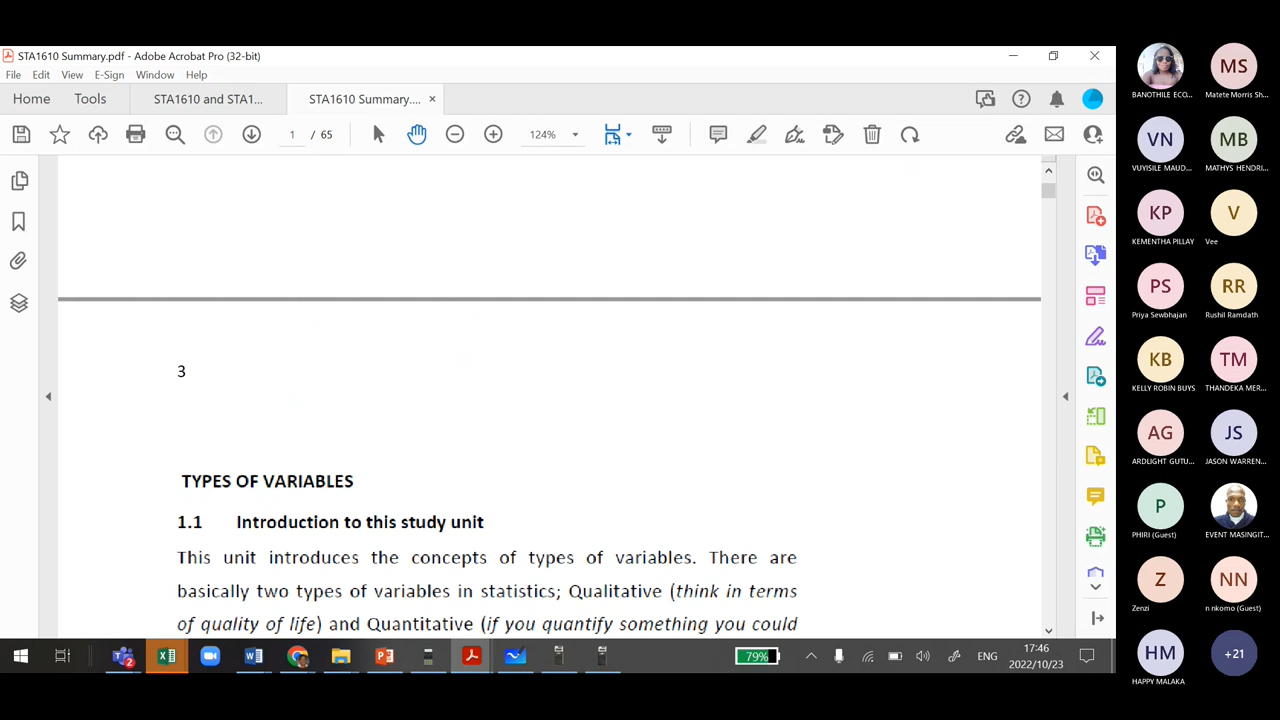 STA1610 Summary.pdf - Adobe Acrobat Pro (32-bit)
File Edit View E-Sign Window Help
Home Tools STA1610 and STA1... STA1610 Summary.... ×
1 / 65 124%
3
TYPES OF VARIABLES
1.1 Introduction to this study unit
This unit introduces the concepts of types of variables. There are
basically two types of variables in statistics; Qualitative (think in terms
of quality of life) and Quantitative (if you quantify something you could
2
79%
ENG
17:46
2022/10/23
MS
BANOTHILE ECO... Matete Morris Sh...
VN MB
VUYISILE MAUD... MATHYS HENDRI...
KP V
KEMENTHA PILLAY Vee
PS RR
Priya Sewbhajan Rushil Ramdath
KB TM
KELLY ROBIN BUYS THANDEKA MER...
AG JS
ARDLIGHT GUTU... JASON WARREN...
P
PHIRI (Guest) EVENT MASINGIT...
Z NN
Zenzi n nkomo (Guest)
HM +21
HAPPY MALAKA